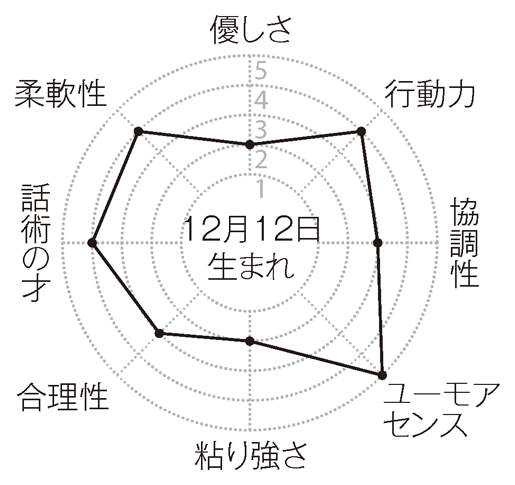 優しさ
5
4
3
2
1
行動力
協調性
ユーモア
センス
粘り強さ
合理性
話術の才
柔軟性
12月12日
生まれ